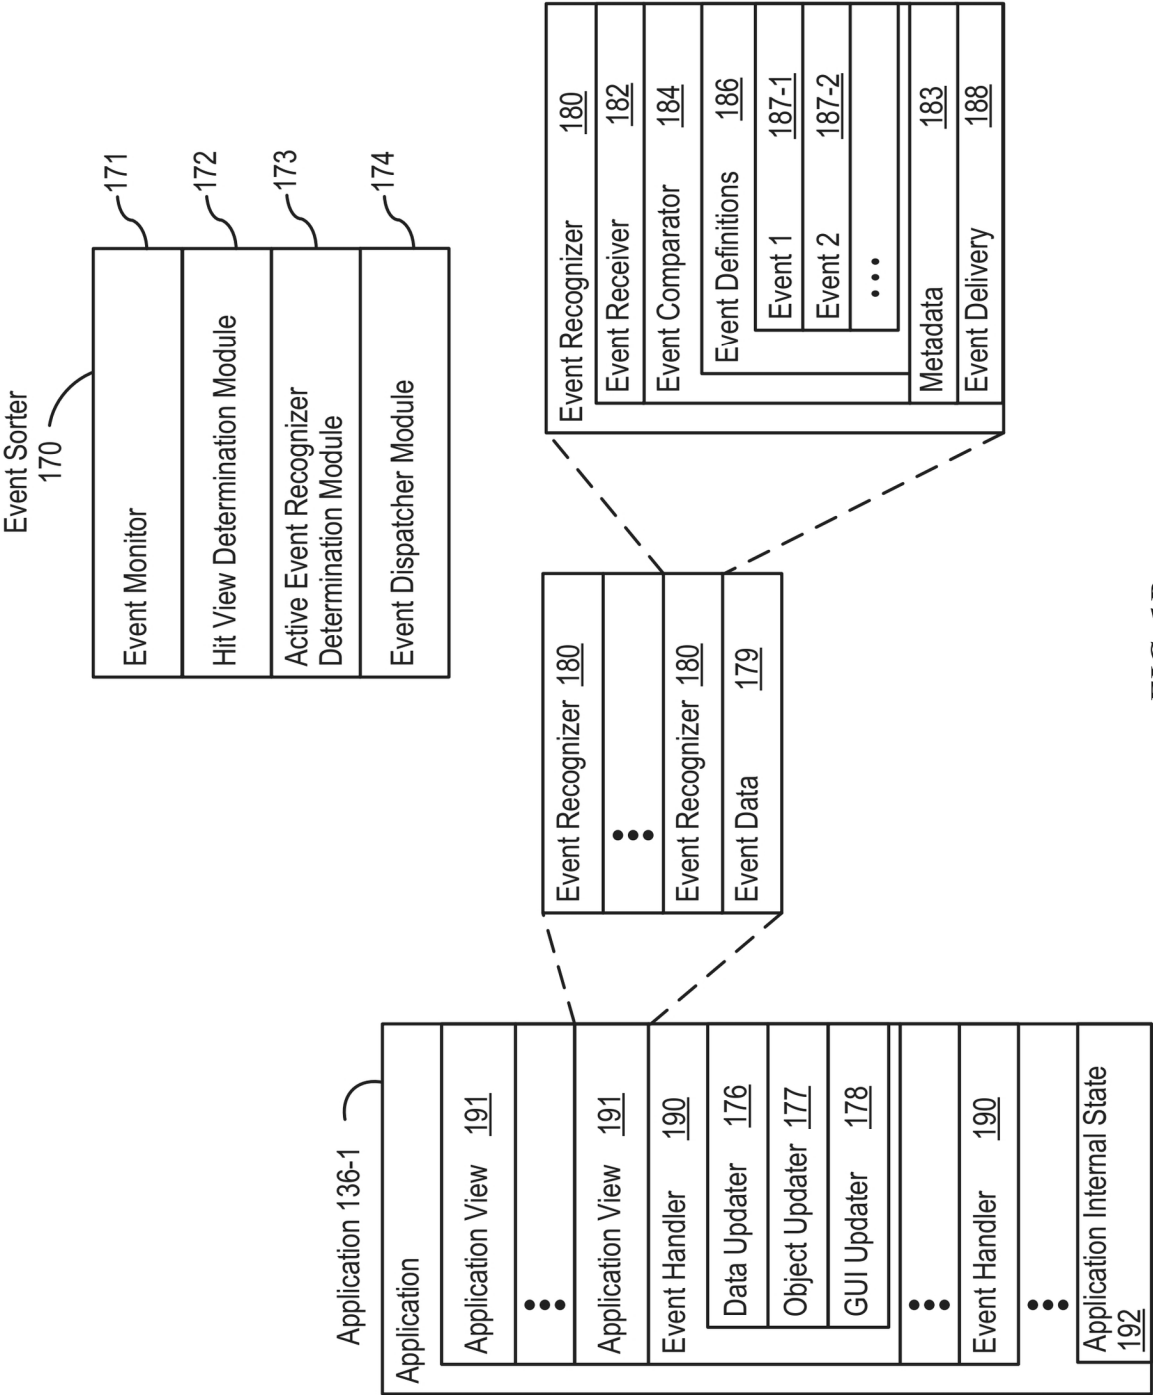 Event Sorter
170
Event Monitor
171
Hit View Determination Module
172
Active Event Recognizer
Determination Module
173
Event Dispatcher Module
174
Application 136-1
Application
Application View 191
Application View 191
Event Handler 190
Data Updater 176
Object Updater 177
GUI Updater 178
Event Handler 190
Application Internal State
192
Event Recognizer 180
Event Recognizer 180
Event Data 179
Event Recognizer 180
Event Receiver 182
Event Comparator 184
Event Definitions 186
Event 1 187-1
Event 2 187-2
Metadata 183
Event Delivery 188